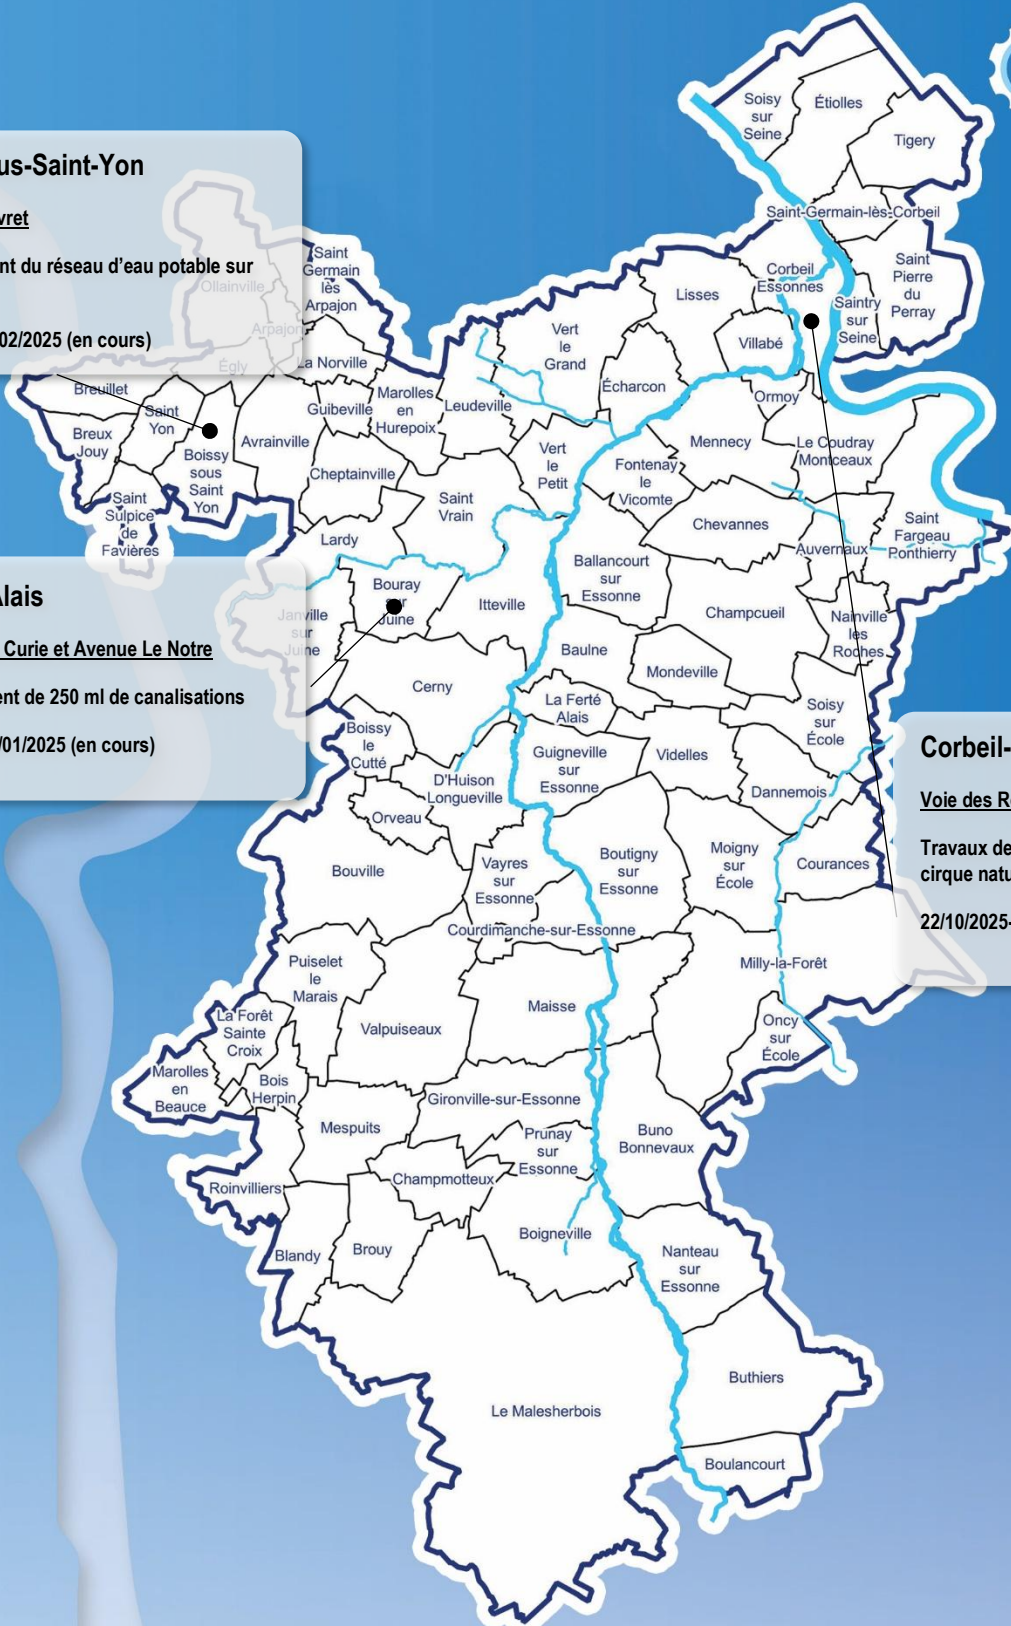 us-Saint-Yon
vret
nt du réseau d'eau potable sur
02/2025 (en cours)
Alais
Curie et Avenue Le Notre
ent de 250 ml de canalisations
/01/2025 (en cours)
Corbeil-
Voie des R
Travaux de
cirque natu
22/10/2025-
Soisy
sur
Seine
Étiolles
Tigery
Saint-Germain-lès-Corbeil
Saint
Pierre
du
Perray
Corbeil
Essonnes
Saintry
sur
Seine
Lisses
Villabé
Ormoy
Saint
Germain
lès
Arpajon
Ollainville
Arpajon
Égly
La Norville
Breuillet
Saint
Yon
Breux
Jouy
Boissy
sous
Saint
Yon
Saint
Sulpice
de
Favières
Avrainville
Guibeville
Cheptainville
Marolles
en
Hurepoix
Leudeville
Vert
le
Grand
Écharcon
Vert
le
Petit
Fontenay
le
Vicomte
Mennecy
Le Coudray
Montceaux
Saint
Vrain
Lardy
Chevannes
Auvernaux
Saint
Fargeau
Ponthierry
Janville
sur
Juine
Bouray
sur
Juine
Itteville
Ballancourt
sur
Essonne
Champcueil
Nainville
les
Roches
Baulne
Mondeville
Cerny
La Ferté
Alais
Soisy
sur
École
Boissy
le
Cutté
D'Huison
Longueville
Guigneville
sur
Essonne
Videlles
Dannemois
Orveau
Bouville
Vayres
sur
Essonne
Boutigny
sur
Essonne
Moigny
sur
École
Courances
Courdimanche-sur-Essonne
Puiselet
le
Marais
Milly-la-Forêt
Maisse
La Forêt
Sainte
Croix
Valpuiseaux
Oncy
sur
École
Marolles
en
Beauce
Bois
Herpin
Mespuits
Gironville-sur-Essonne
Prunay
sur
Essonne
Buno
Bonnevaux
Roinvilliers
Champmotteux
Blandy
Brouy
Boigneville
Nanteau
sur
Essonne
Buthiers
Le Malesherbois
Boulancourt